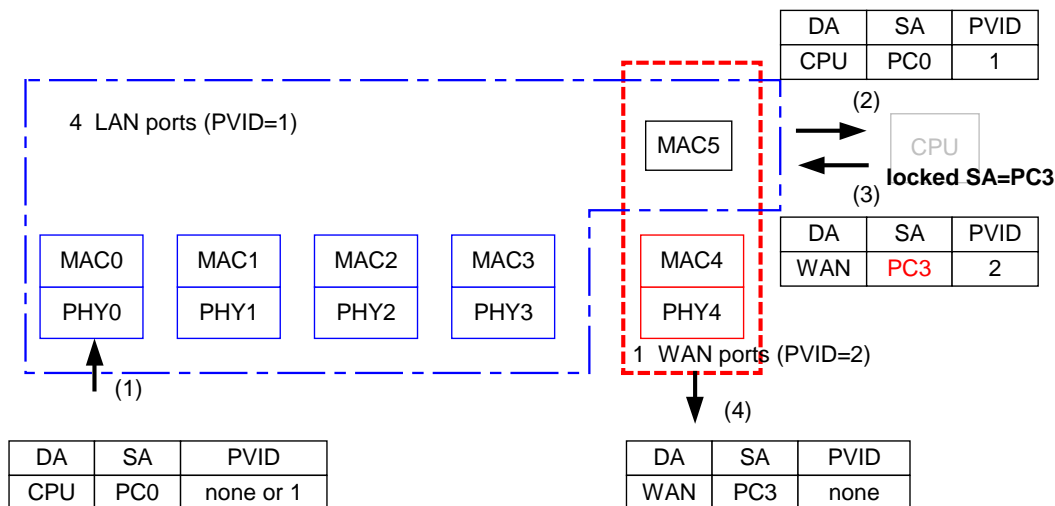 DA SA PVID
CPU PC0 1
(2)
4 LAN ports (PVID=1)
MAC5
CPU
locked SA=PC3
(3)
DA SA PVID
WAN PC3 2
MAC0 MAC1 MAC2 MAC3 MAC4
PHY0 PHY1 PHY2 PHY3 PHY4
1 WAN ports (PVID=2)
(1)
(4)
DA SA PVID
CPU PC0 none or 1
DA SA PVID
WAN PC3 none